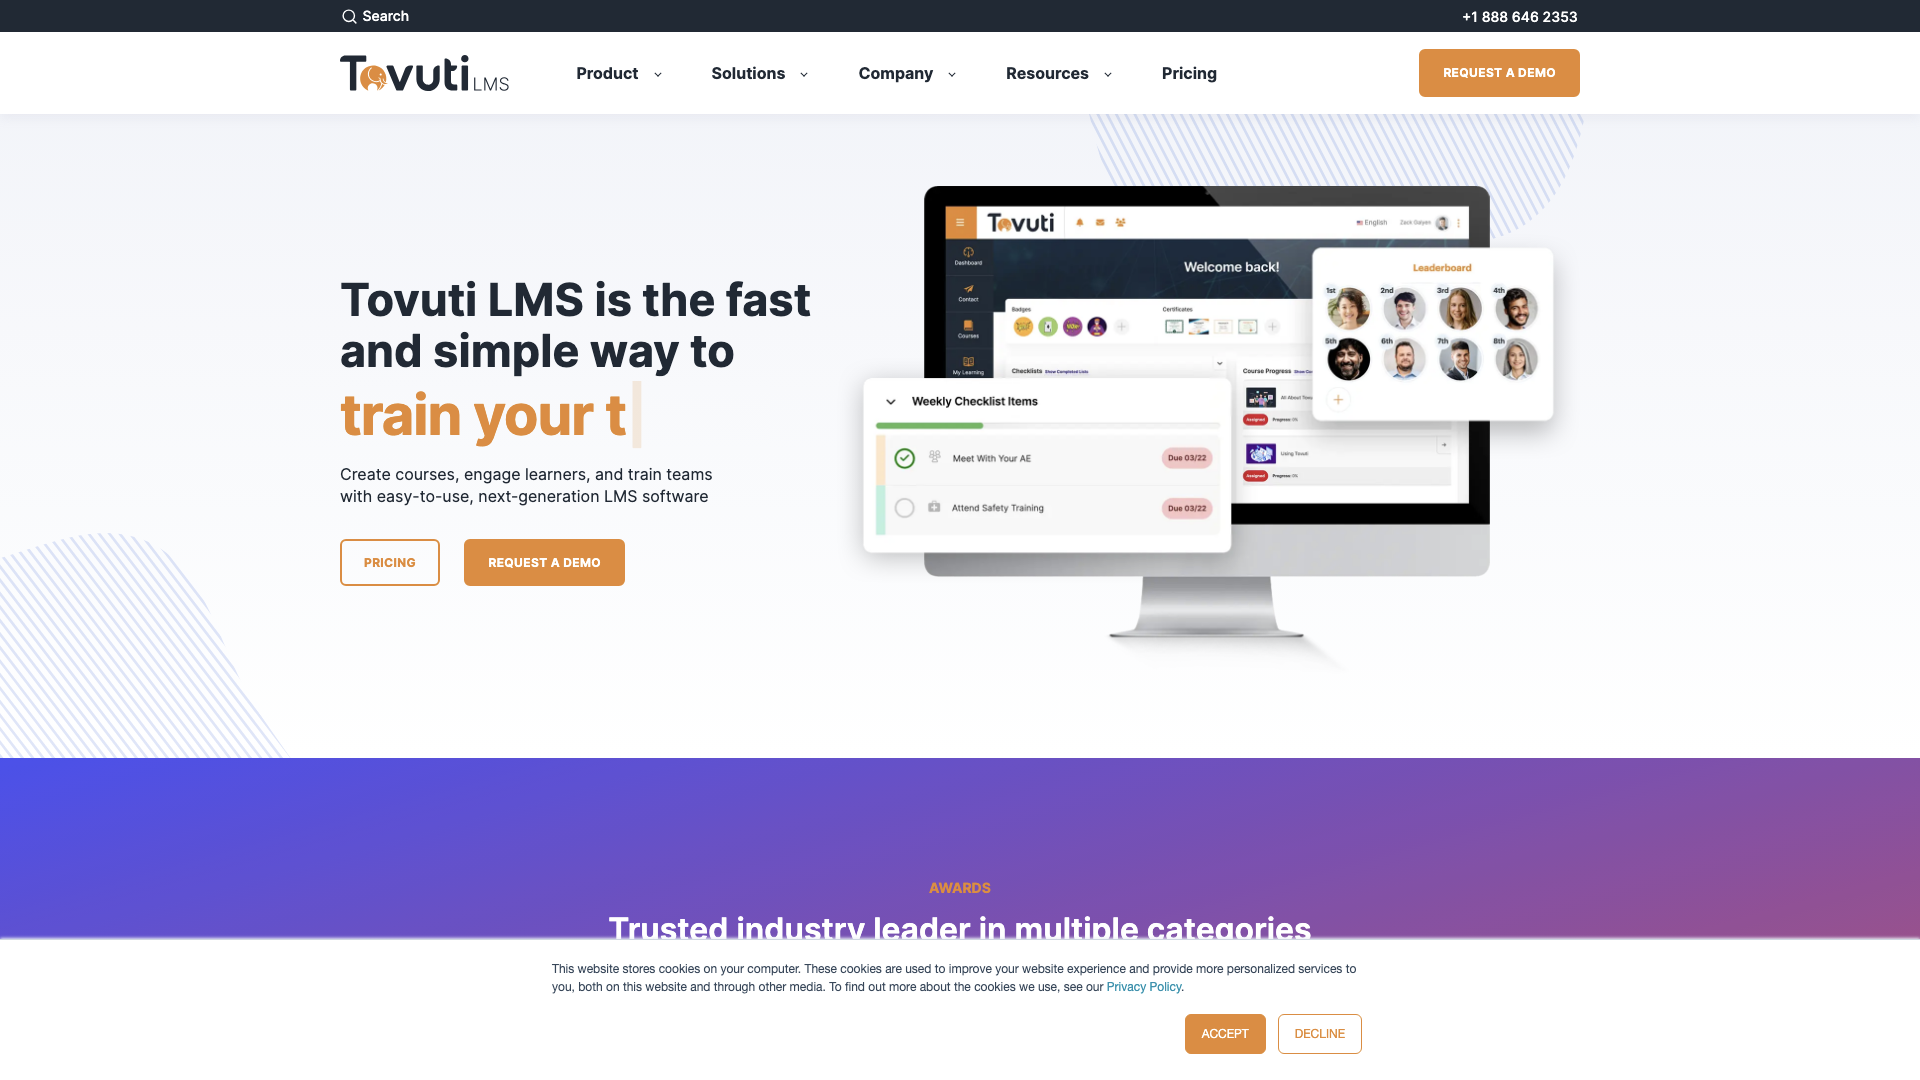 Search
+1 888 646 2353
Tovuti LMS
Product
Solutions
Company
Resources
Pricing
REQUEST A DEMO
Tovuti LMS is the fast
and simple way to
train your t
Create courses, engage learners, and train teams
with easy-to-use, next-generation LMS software
PRICING
REQUEST A DEMO
Tovuti
English
Zack Galyen
Dashboard
Contact
Courses
My Learning
Welcome back!
Badges
Certificates
Checklists Show Completed Lists
Course Progress
All About Tovu
Assigned
Progress: 0%
Using Tovuti
Assigned
Progress: 0%
Leaderboard
1st
2nd
3rd
4th
5th
6th
7th
8th
Weekly Checklist Items
Meet With Your AE
Due 03/22
Attend Safety Training
Due 03/22
AWARDS
Trusted industry leader in multiple categories
This website stores cookies on your computer. These cookies are used to improve your website experience and provide more personalized services to
you, both on this website and through other media. To find out more about the cookies we use, see our Privacy Policy.
ACCEPT
DECLINE